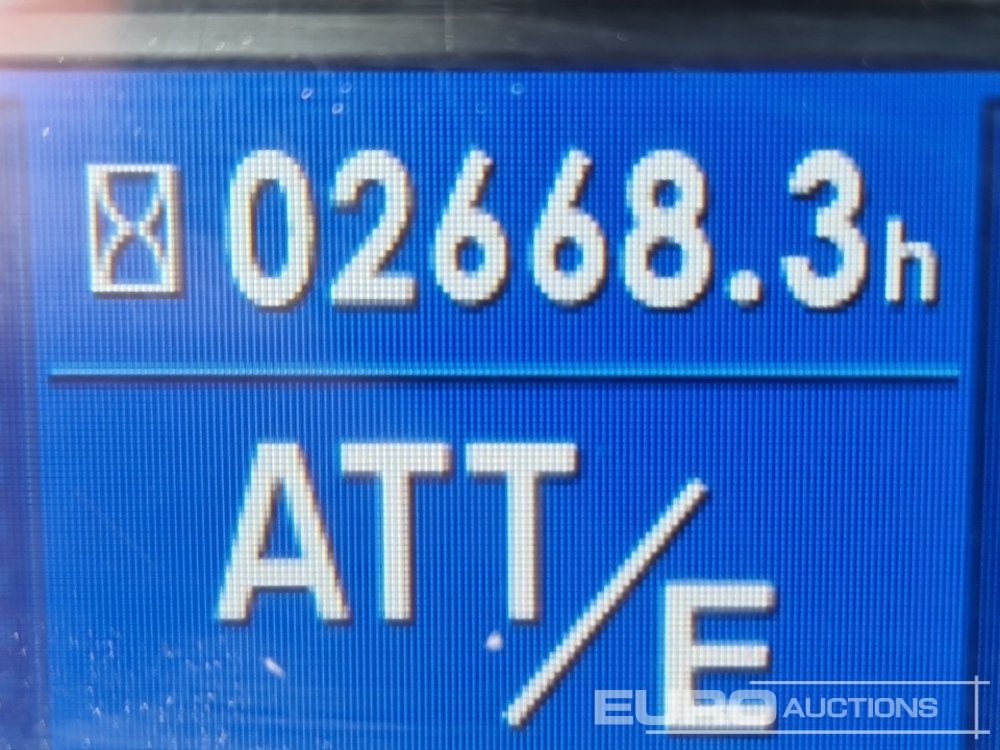 02668.3h
ATT/E
EURO AUCTIONS